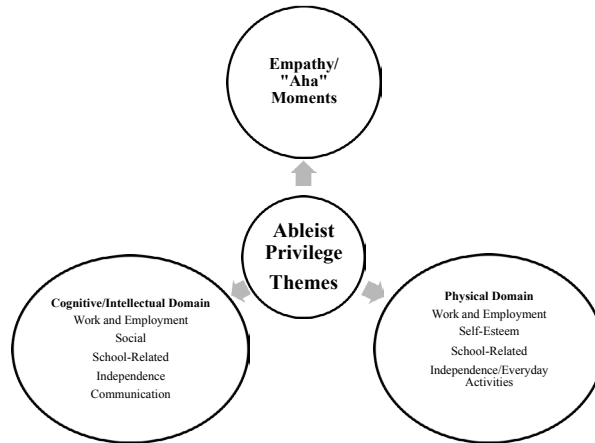 Empathy/
"Aha"
Moments
Ableist
Privilege
Themes
Cognitive/Intellectual Domain
Work and Employment
Social
School-Related
Independence
Communication
Physical Domain
Work and Employment
Self-Esteem
School-Related
Independence/Everyday
Activities